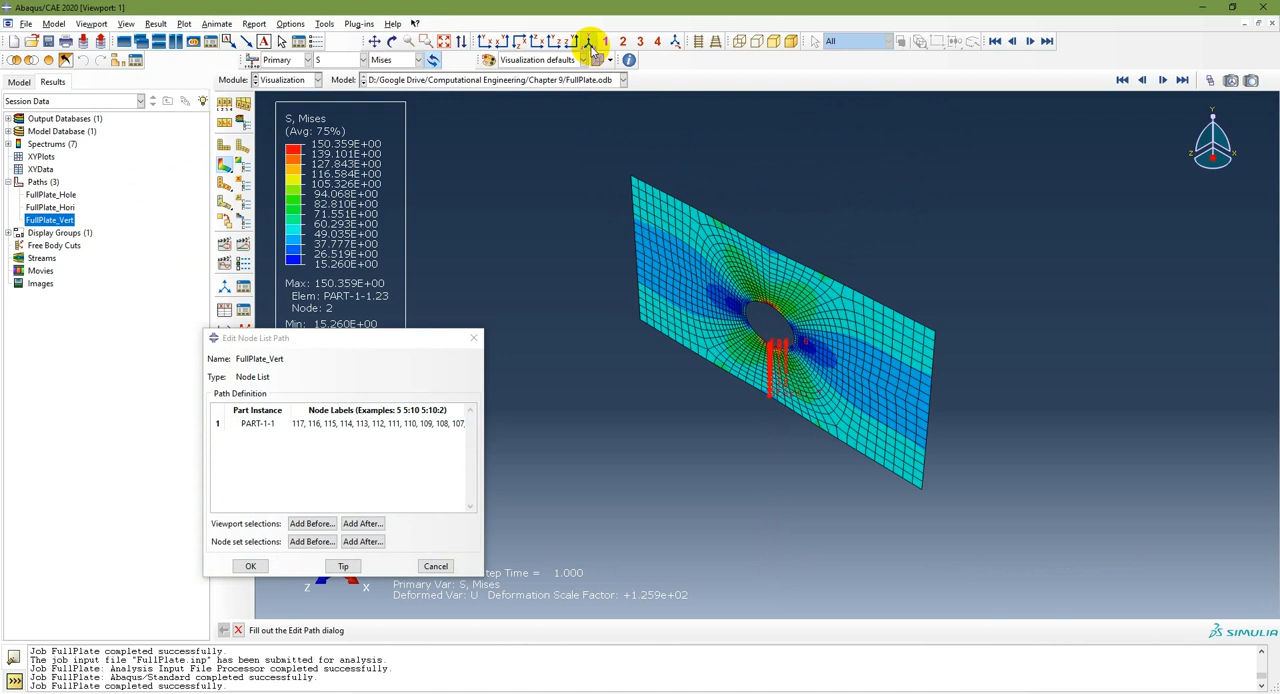 Abaqus/CAE 2020 [Viewport: 1]
File Model Viewport View Result Plot Animate Report Options Tools Plug-ins Help
1 2 3 4 All
Primary S Mises Visualization defaults
Model Results Module: Visualization Model: D:/Google Drive/Computational Engineering/Chapter 9/FullPlate.odb
Session Data
Output Databases (1)
Model Database (1)
Spectrums (7)
XYPlots
XYData
Paths (3)
FullPlate_Hole
FullPlate_Hori
FullPlate_Vert
Display Groups (1)
Free Body Cuts
Streams
Movies
Images
S, Mises
(Avg: 75%)
150.359E+00
139.101E+00
127.843E+00
116.584E+00
105.326E+00
94.068E+00
82.810E+00
71.551E+00
60.293E+00
49.035E+00
37.777E+00
26.519E+00
15.260E+00
Max: 150.359E+00
Elem: PART-1-1.23
Node: 2
Min: 15.260E+00
Y
Z X
Edit Node List Path
Name: FullPlate_Vert
Type: Node List
Path Definition
Part Instance Node Labels (Examples: 5 5:10 5:10:2)
1 PART-1-1 117, 116, 115, 114, 113, 112, 111, 110, 109, 108, 107,
Viewport selections: Add Before... Add After...
Node set selections: Add Before... Add After...
OK Tip Cancel
Z X
tep Time = 1.000
Primary Var: S, Mises
Deformed Var: U Deformation Scale Factor: +1.259e+02
Fill out the Edit Path dialog
SIMULIA
Job FullPlate completed successfully.
The job input file "FullPlate.inp" has been submitted for analysis.
Job FullPlate: Analysis Input File Processor completed successfully.
Job FullPlate: Abaqus/Standard completed successfully.
Job FullPlate completed successfully.